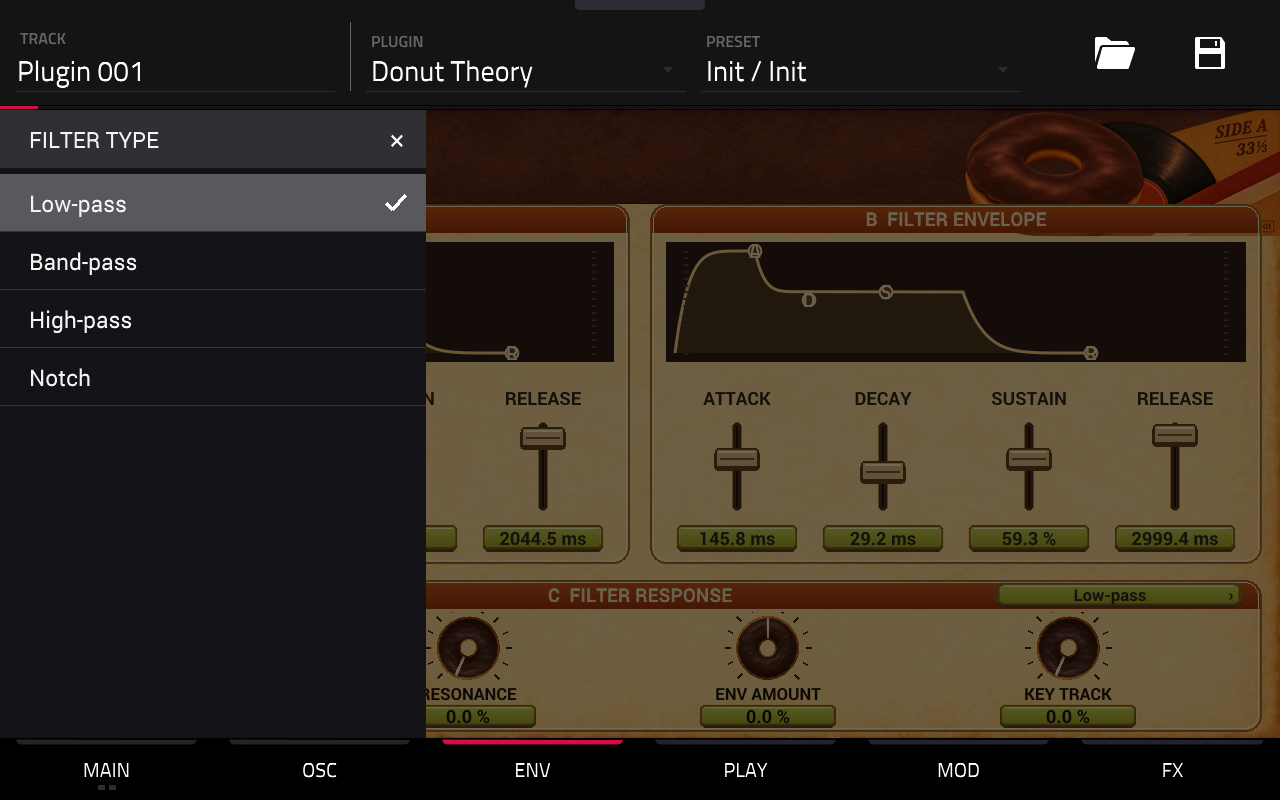 TRACK
Plugin 001
PLUGIN
Donut Theory
PRESET
Init / Init
FILTER TYPE
Low-pass
Band-pass
High-pass
Notch
SIDE A
33⅓
B FILTER ENVELOPE
A
D
S
R
R
N
RELEASE
2044.5 ms
ATTACK
DECAY
SUSTAIN
RELEASE
145.8 ms
29.2 ms
59.3 %
2999.4 ms
C FILTER RESPONSE
Low-pass ›
RESONANCE
ENV AMOUNT
KEY TRACK
0.0 %
0.0 %
0.0 %
MAIN
OSC
ENV
PLAY
MOD
FX